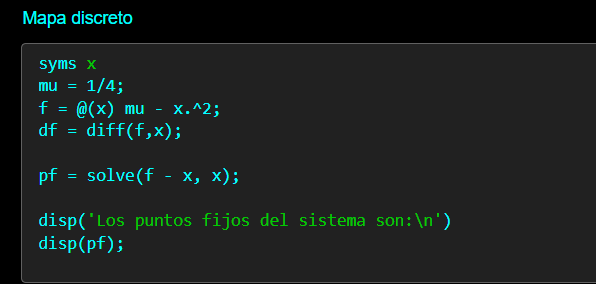 Mapa discreto
syms x
mu = 1/4;
f = @(x) mu - x.^2;
df = diff(f,x);
pf = solve(f - x, x);
disp('Los puntos fijos del sistema son:\n')
disp(pf);